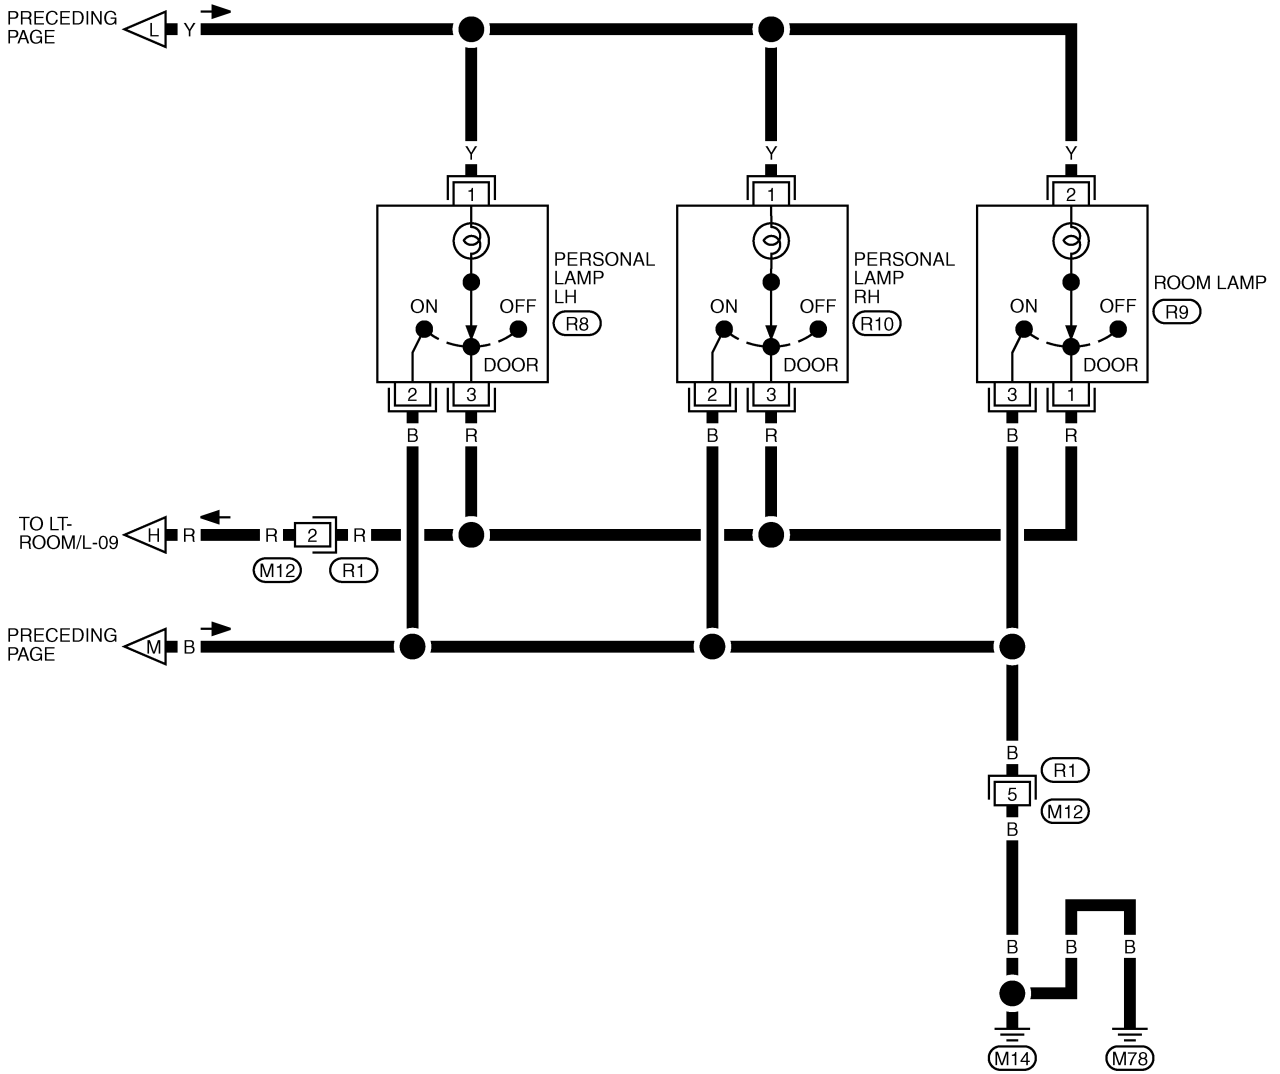 PRECEDING
PAGE
L Y
Y Y Y
1 1 2
PERSONAL
LAMP
LH
R8
PERSONAL
LAMP
RH
R10
ROOM LAMP
R9
ON OFF ON OFF ON OFF
DOOR DOOR DOOR
2 3 2 3 3 1
B R B R B R
TO LT-
ROOM/L-09
H R R 2 R
M12 R1
PRECEDING
PAGE
M B
B
R1
5
M12
B
B B B
M14 M78